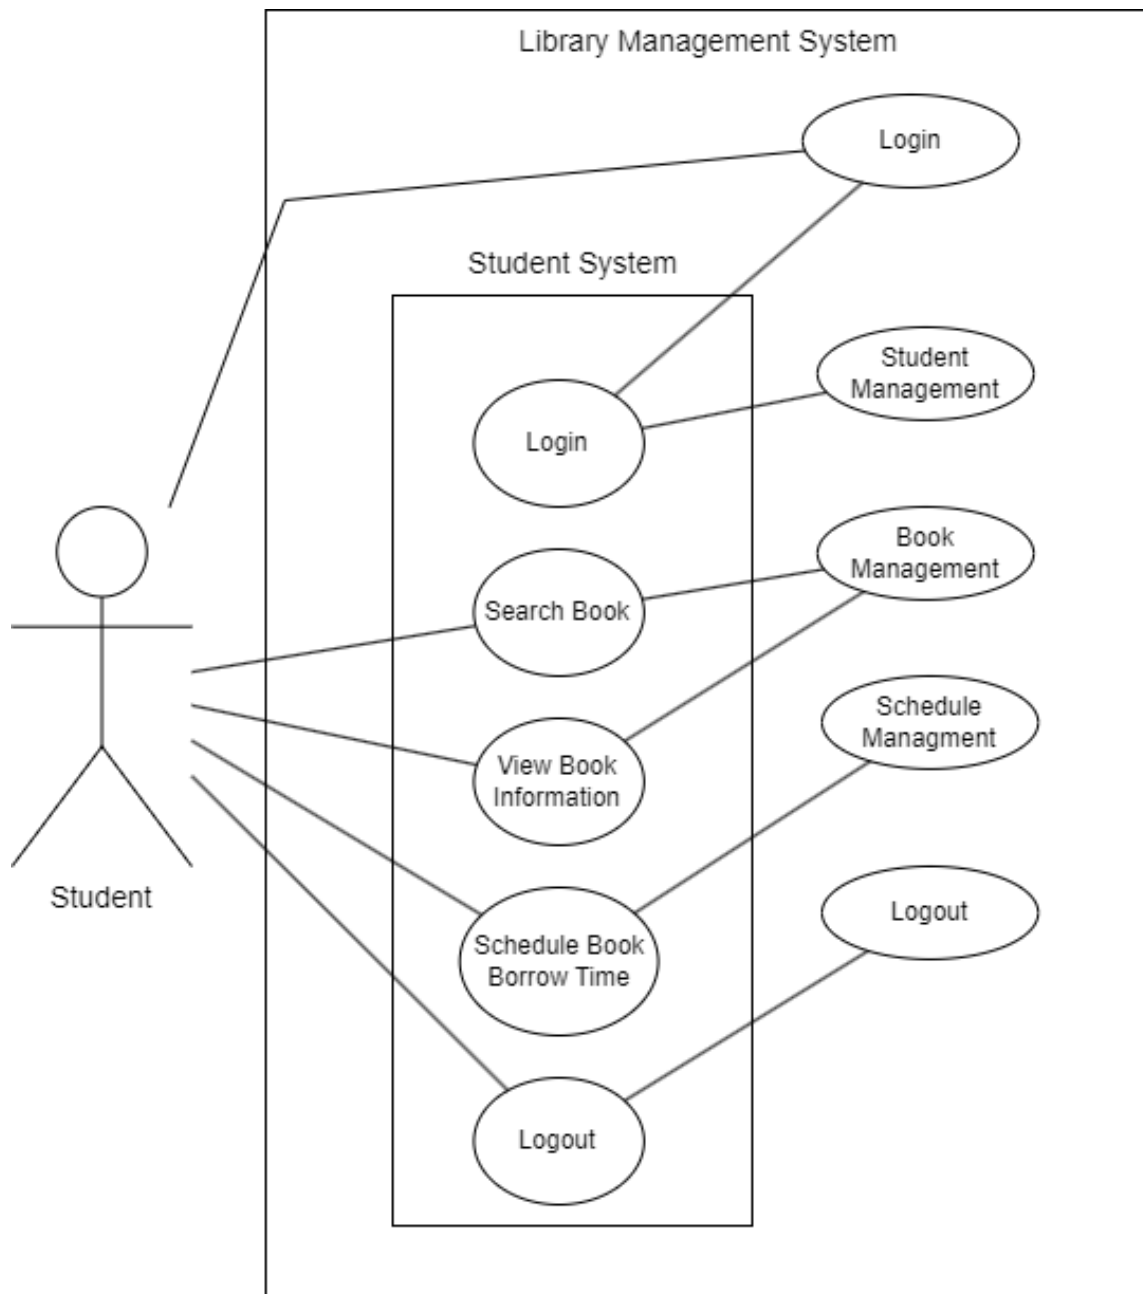 Library Management System
Login
Student System
Student
Management
Login
Book
Management
Search Book
Schedule
Managment
View Book
Information
Student
Logout
Schedule Book
Borrow Time
Logout